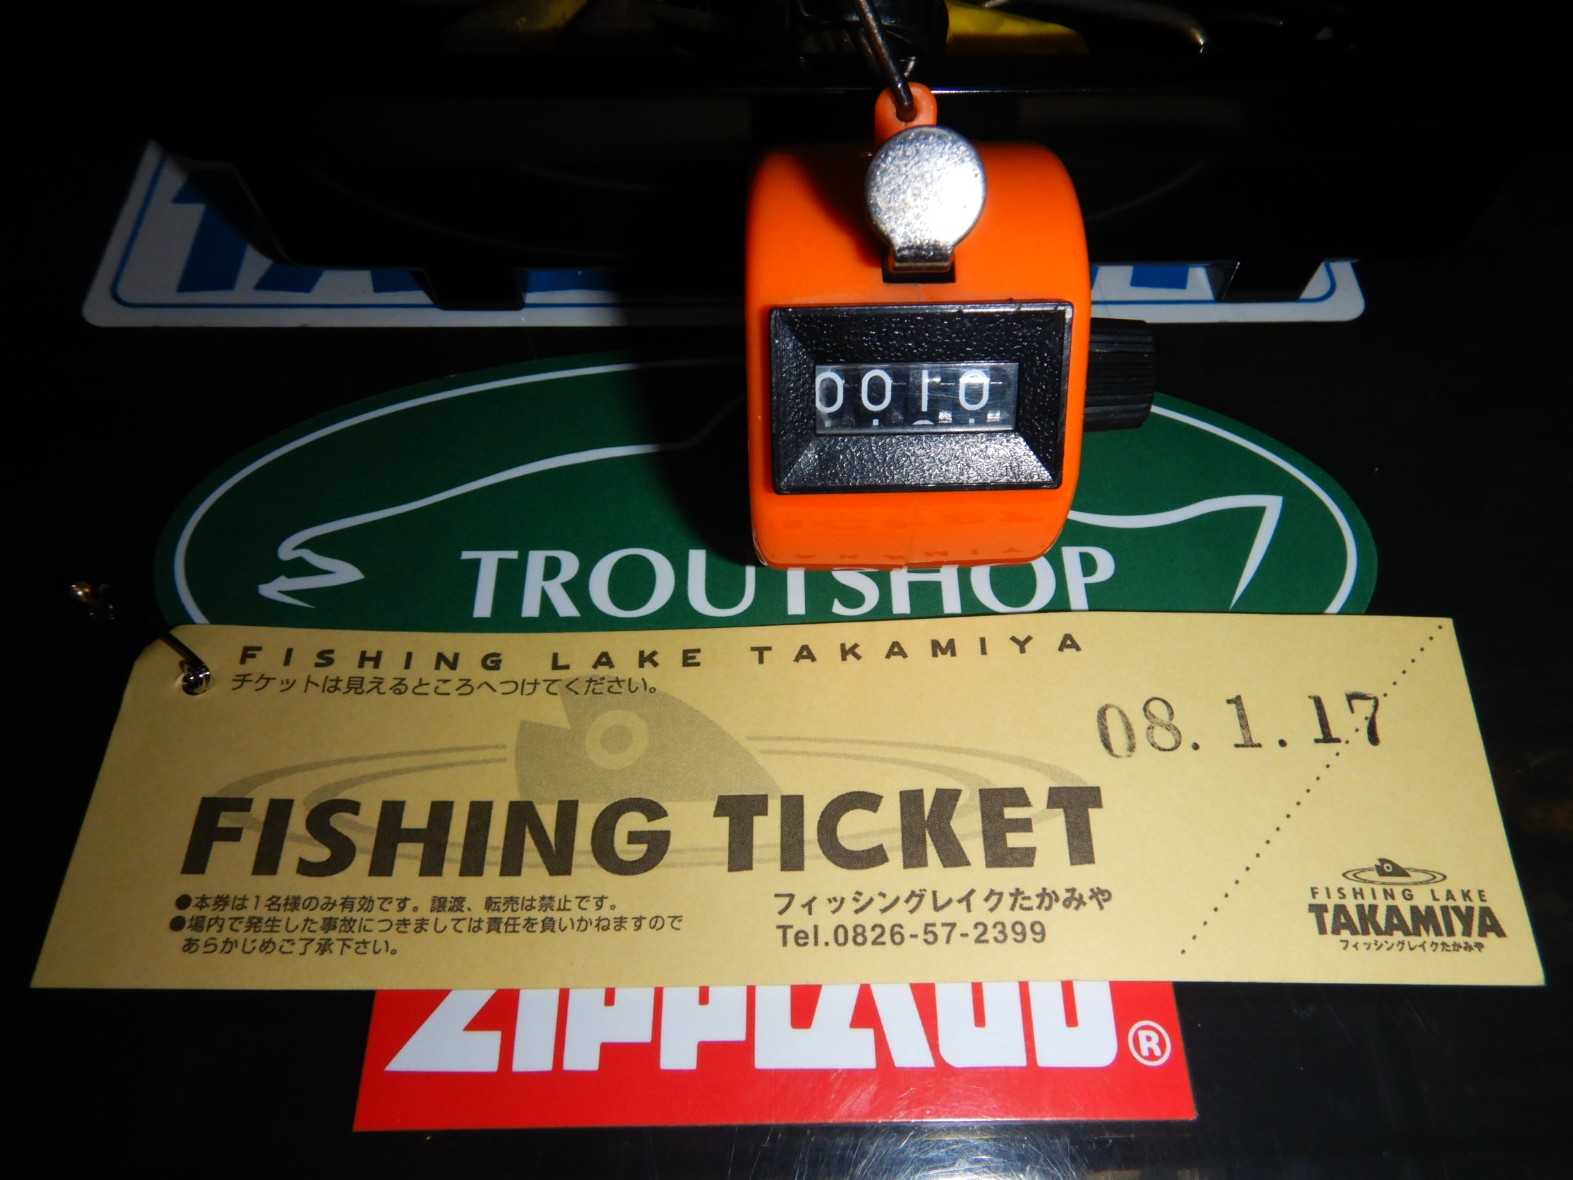 0010
TROUTSHOP
FISHING LAKE TAKAMIYA
チケットは見えるところへつけてください。
08.1.17
FISHING TICKET
●本券は1名様のみ有効です。譲渡、転売は禁止です。
●場内で発生した事故につきましては責任を負いかねますので
あらかじめご了承下さい。
フィッシングレイクたかみや
Tel.0826-57-2399
FISHING LAKE
TAKAMIYA
フィッシングレイクたかみや
®